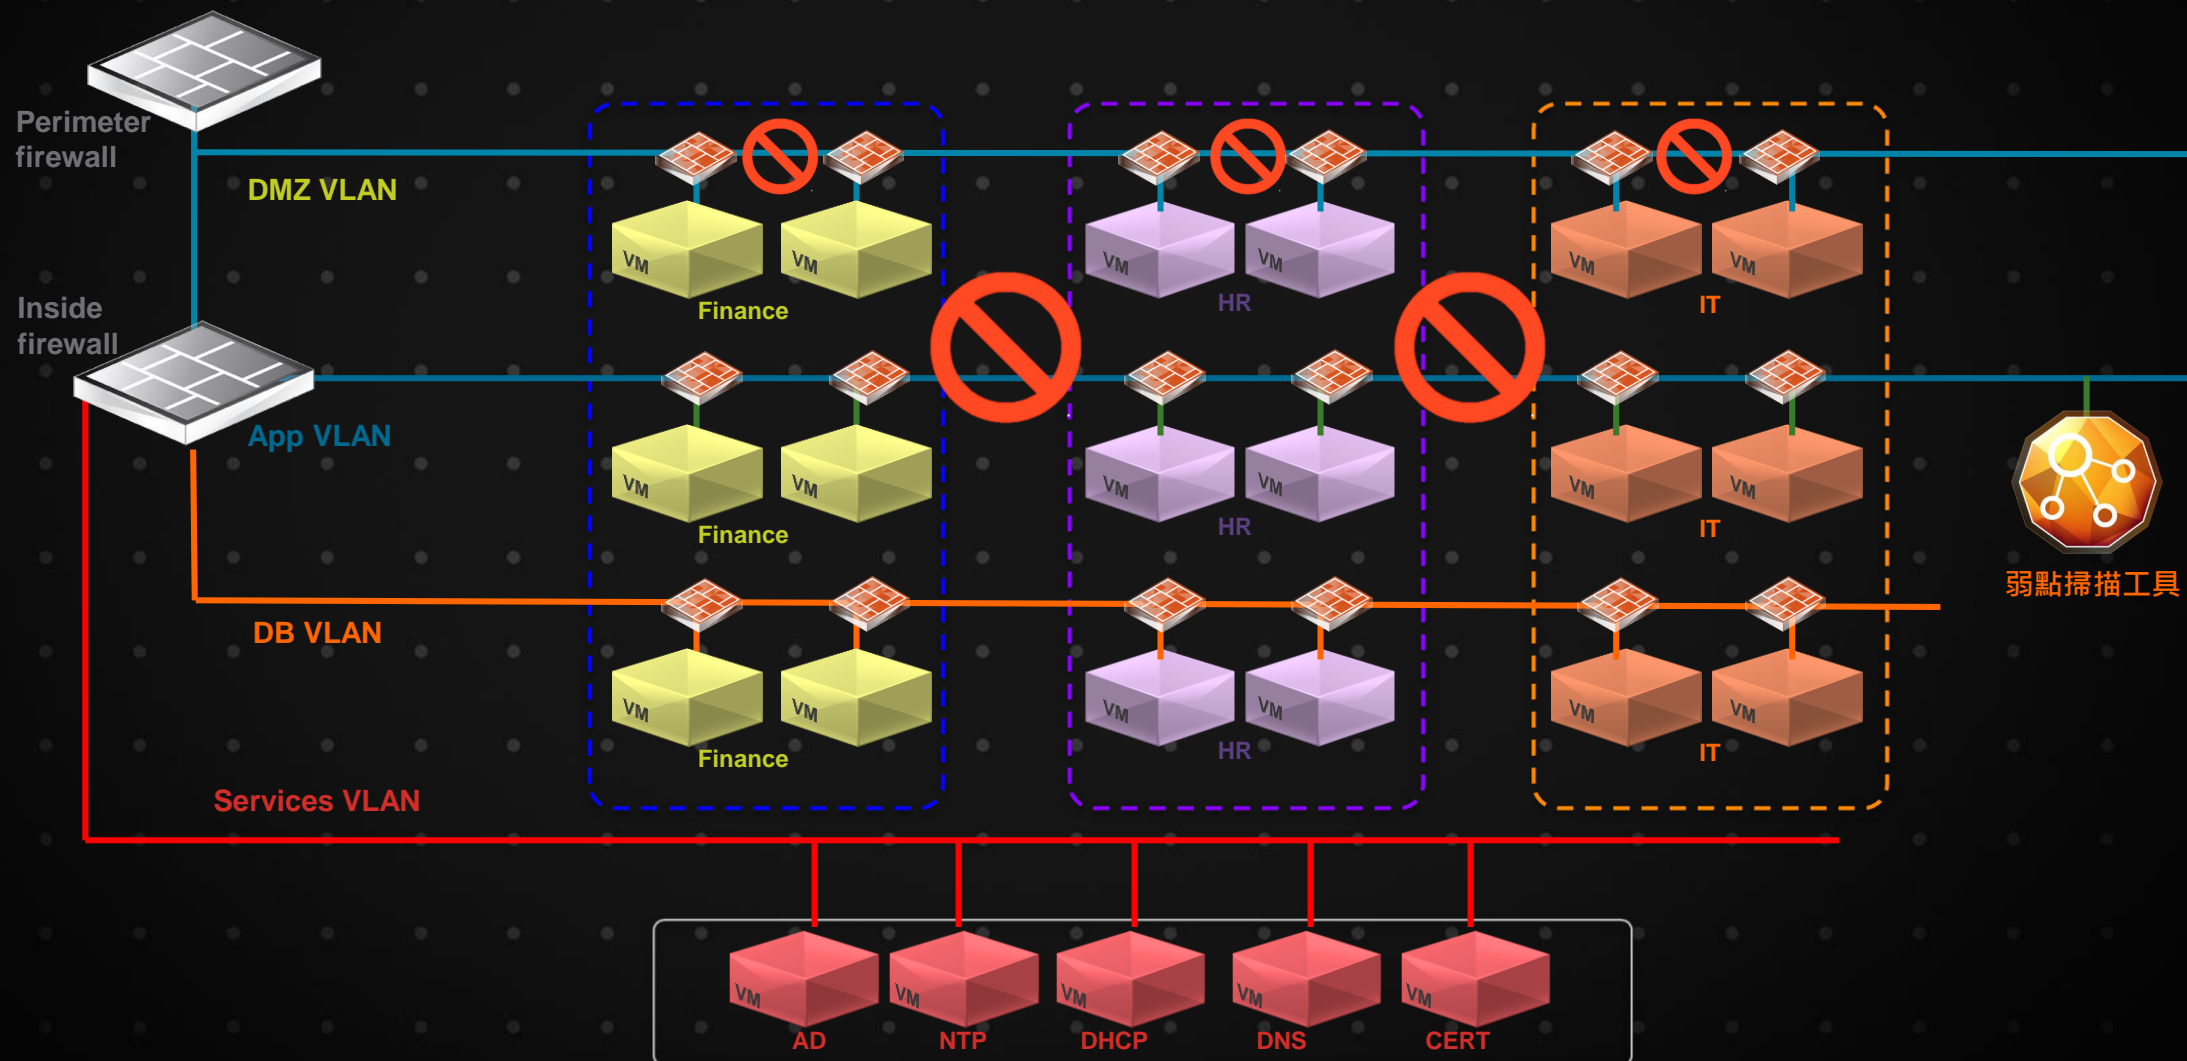 Perimeter
firewall
DMZ VLAN
VM
VM
Finance
VM
VM
HR
VM
VM
IT
Inside
firewall
App VLAN
VM
VM
Finance
VM
VM
HR
VM
VM
IT
弱點掃描工具
DB VLAN
VM
VM
Finance
VM
VM
HR
VM
VM
IT
Services VLAN
VM
VM
VM
VM
VM
AD
NTP
DHCP
DNS
CERT